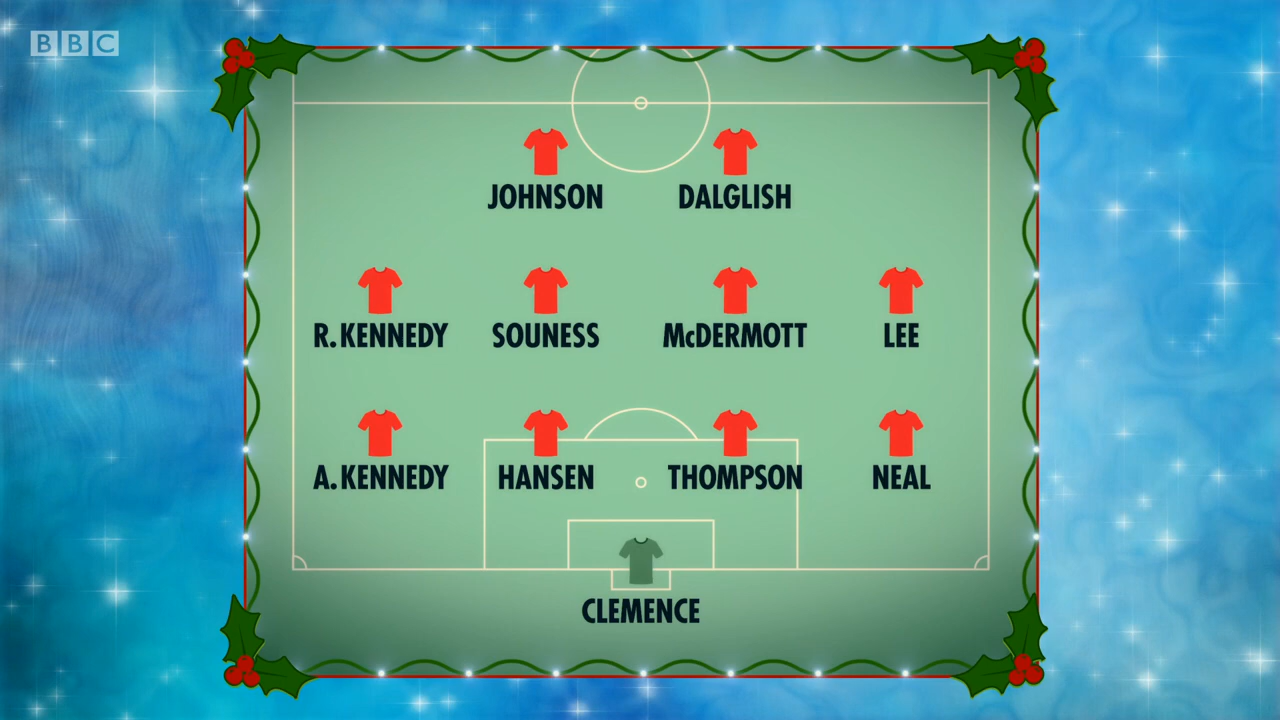 BBC
JOHNSON DALGLISH
R. KENNEDY SOUNESS McDERMOTT LEE
A. KENNEDY HANSEN THOMPSON NEAL
CLEMENCE